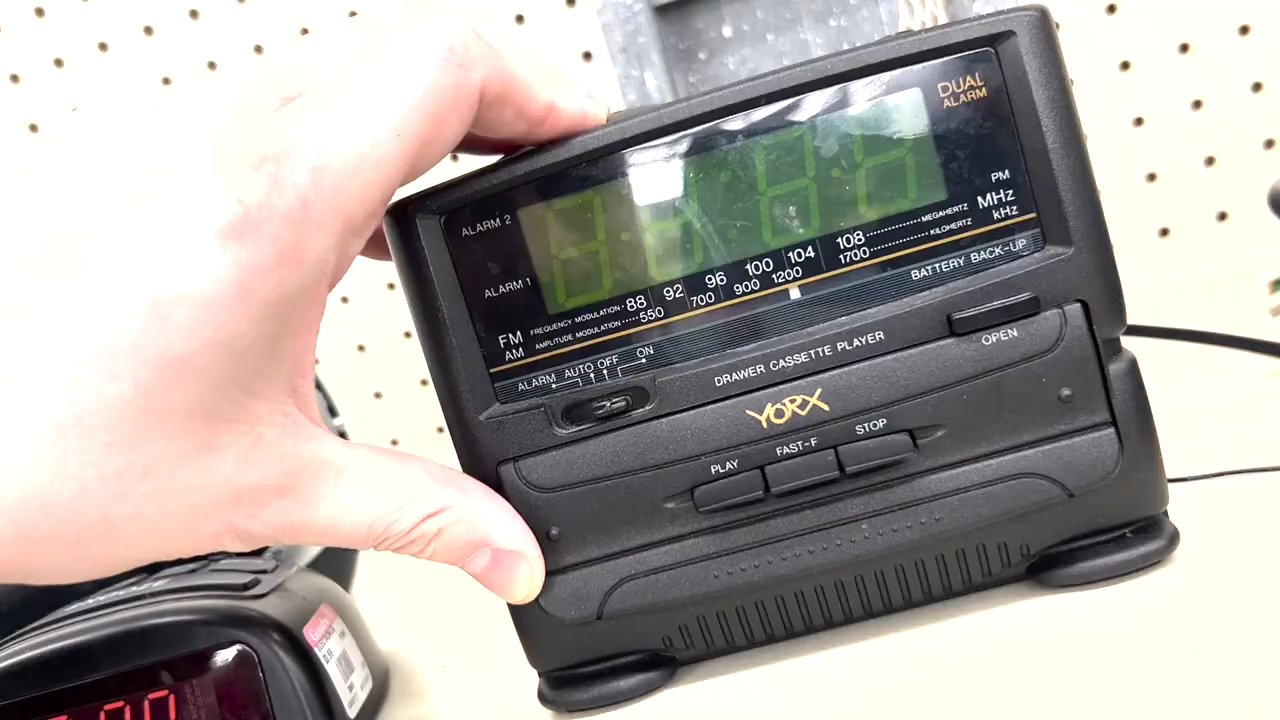 DUAL
ALARM
ALARM 2
PM
ALARM 1
FM FREQUENCY MODULATION 88 92 96 100 104 108 MEGAHERTZ MHz
AM AMPLITUDE MODULATION 550 700 900 1200 1700 KILOHERTZ kHz
BATTERY BACK-UP
ALARM AUTO OFF ON
DRAWER CASSETTE PLAYER
OPEN
YORX
PLAY FAST-F STOP